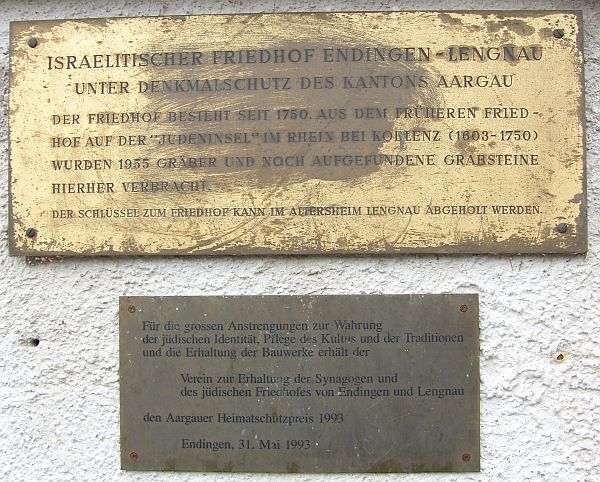 ISRAELITISCHER FRIEDHOF ENDINGEN-LENGNAU
UNTER DENKMALSCHUTZ DES KANTONS AARGAU
DER FRIEDHOF BESTEHT SEIT 1750. AUS DEM FRÜHEREN FRIED-
HOF AUF DER "JUDENINSEL" IM RHEIN BEI KOBLENZ (1603-1750)
WURDEN 1955 GRÄBER UND NOCH AUFGEFUNDENE GRABSTEINE
HIERHER VERBRACHT.
DER SCHLÜSSEL ZUM FRIEDHOF KANN IM ALTERSHEIM LENGNAU ABGEHOLT WERDEN.
Für die grossen Anstrengungen zur Wahrung
der jüdischen Identität, Pflege des Kultus und der Traditionen
und die Erhaltung der Bauwerke erhält der
Verein zur Erhaltung der Synagogen und
des jüdischen Friedhofes von Endingen und Lengnau
den Aargauer Heimatschutzpreis 1993
Endingen, 31. Mai 1993